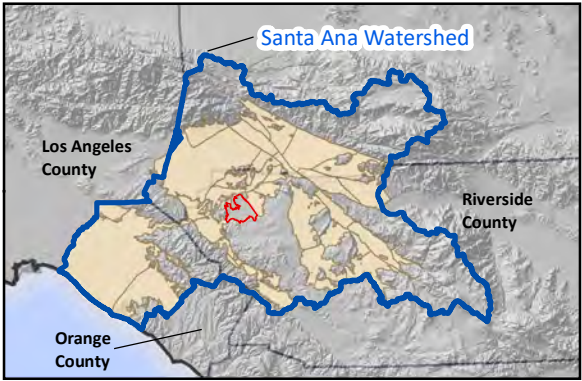 Santa Ana Watershed
Los Angeles
County
Riverside
County
Orange
County